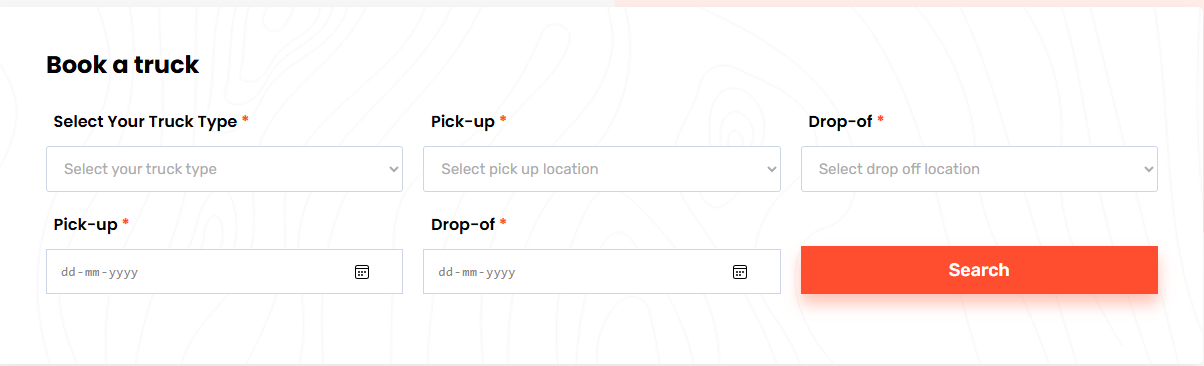 Book a truck
Select Your Truck Type * Pick-up * Drop-of *
Select your truck type Select pick up location Select drop off location
Pick-up * Drop-of *
dd-mm-yyyy dd-mm-yyyy Search